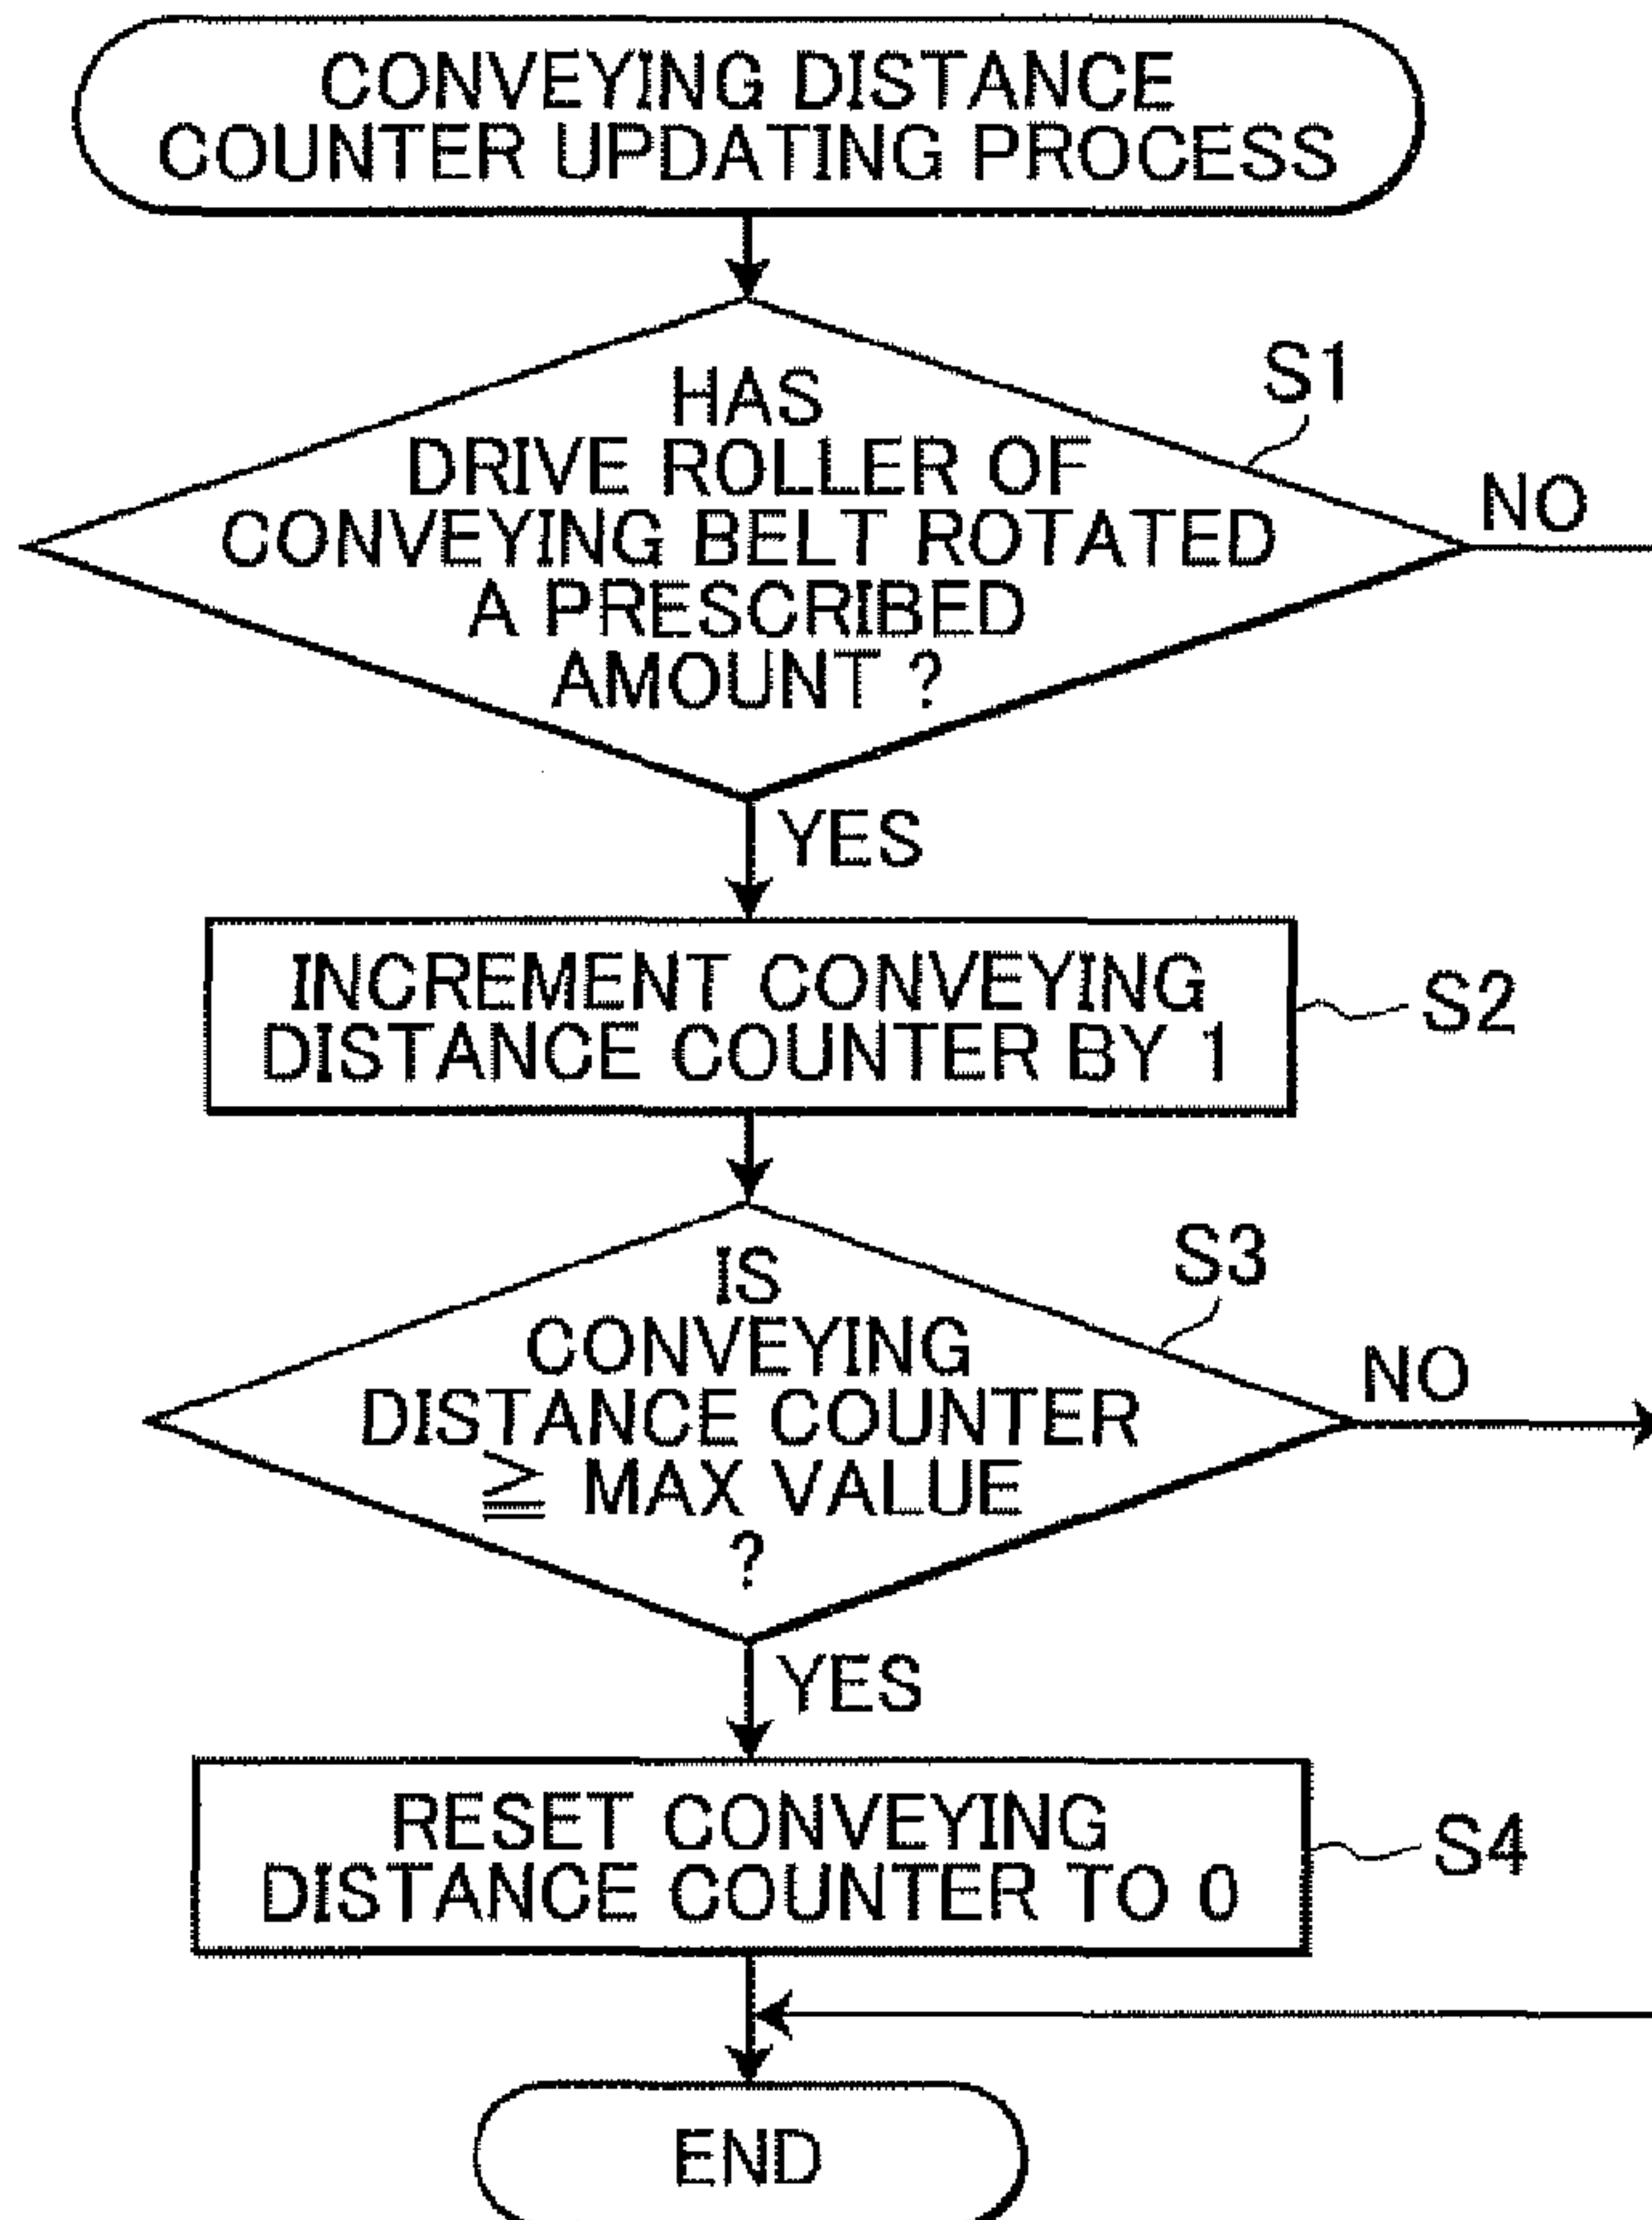 CONVEYING DISTANCE
COUNTER UPDATING PROCESS
HAS
DRIVE ROLLER OF
CONVEYING BELT ROTATED
A PRESCRIBED
AMOUNT ?
S1
NO
YES
INCREMENT CONVEYING
DISTANCE COUNTER BY 1
S2
IS
CONVEYING
DISTANCE COUNTER
≧ MAX VALUE
?
S3
NO
YES
RESET CONVEYING
DISTANCE COUNTER TO 0
S4
END